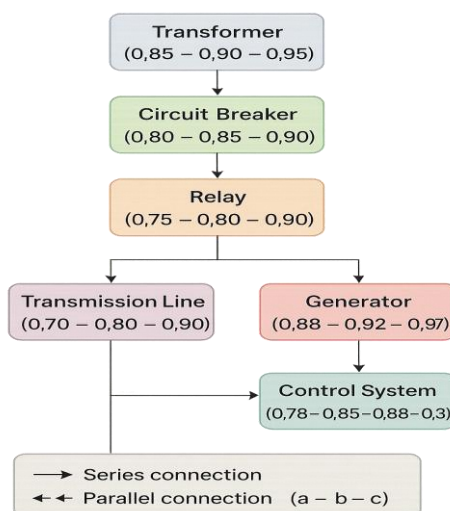 Transformer
(0,85 – 0,90 – 0,95)
Circuit Breaker
(0,80 – 0,85 – 0,90)
Relay
(0,75 – 0,80 – 0,90)
Transmission Line
(0,70 – 0,80 – 0,90)
Generator
(0,88 – 0,92 – 0,97)
Control System
(0,78–0,85–0,88–0,3)
Series connection
Parallel connection (a – b – c)